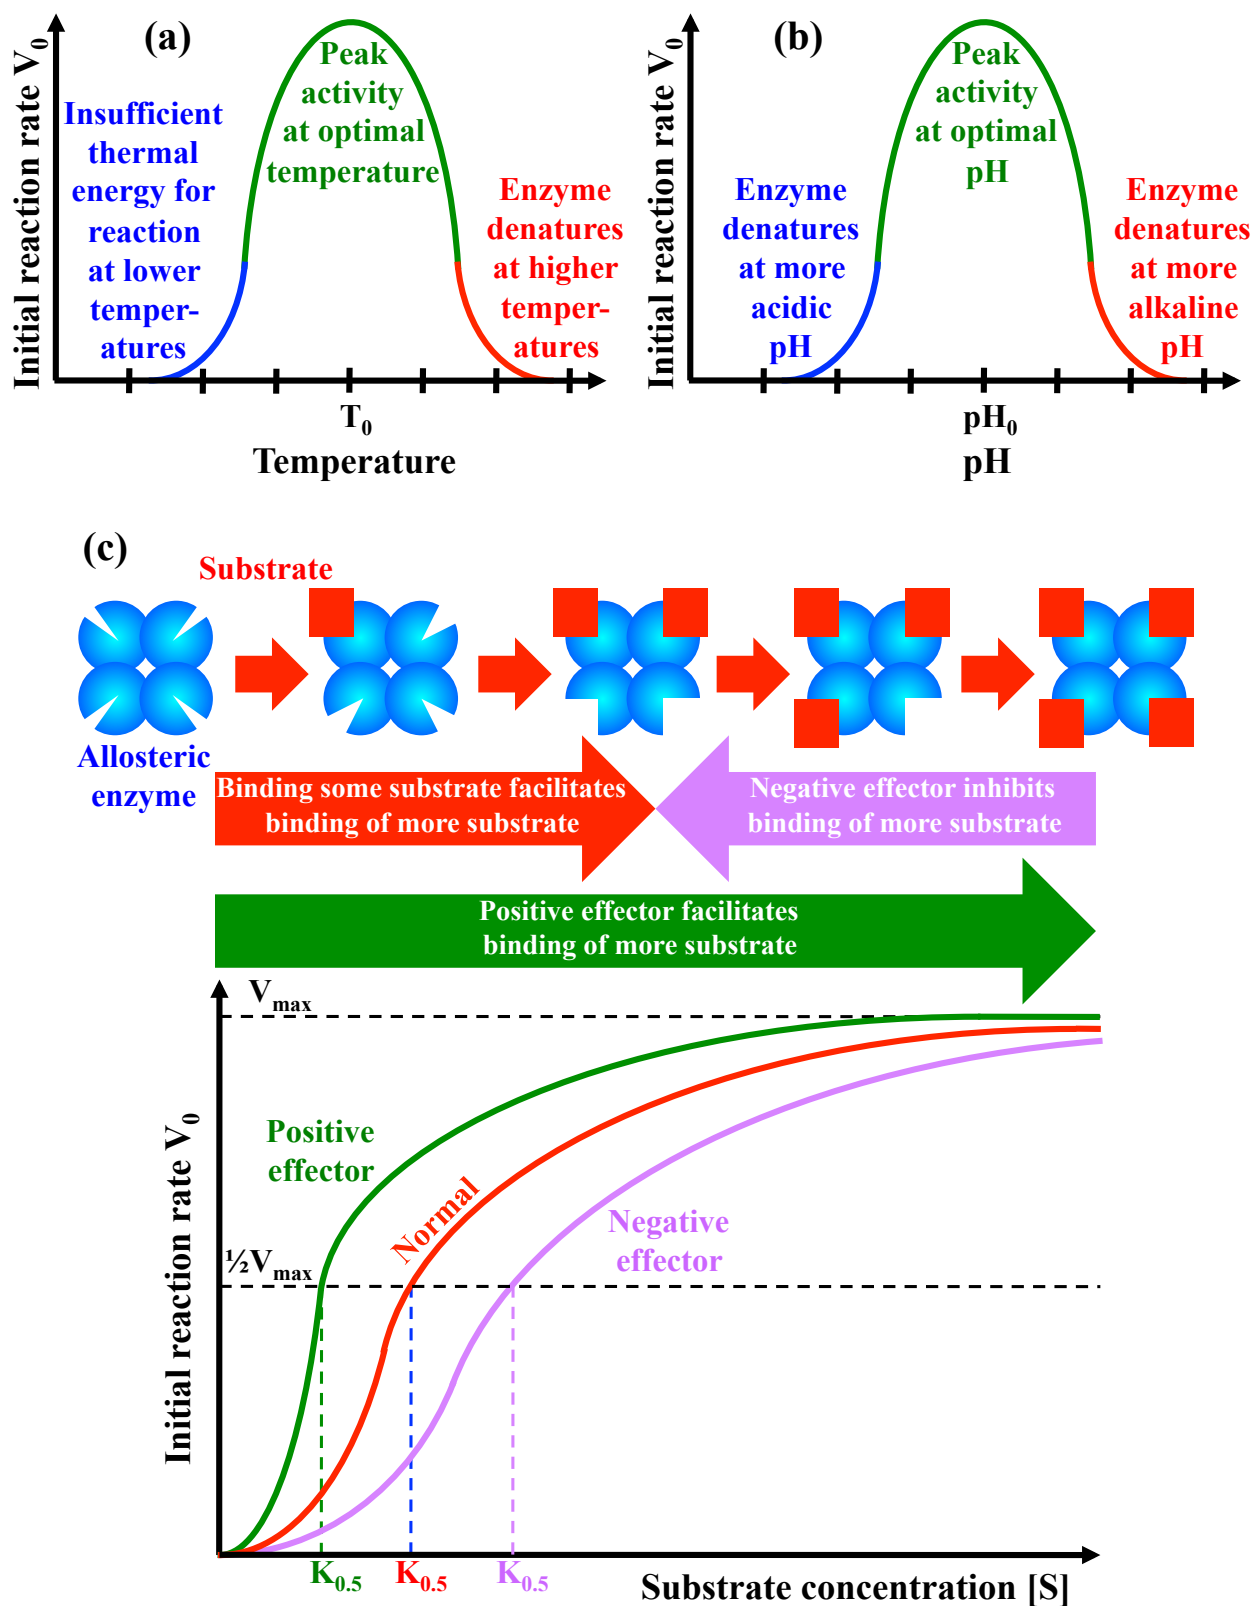 (a)
Initial reaction rate V₀
Insufficient
thermal
energy for
reaction
at lower
temper-
atures
Peak
activity
at optimal
temperature
Enzyme
denatures
at higher
temper-
atures
T₀
Temperature
(b)
Initial reaction rate V₀
Enzyme
denatures
at more
acidic
pH
Peak
activity
at optimal
pH
Enzyme
denatures
at more
alkaline
pH
pH₀
pH
(c)
Substrate
Allosteric
enzyme
Binding some substrate facilitates
binding of more substrate
Negative effector inhibits
binding of more substrate
Positive effector facilitates
binding of more substrate
Initial reaction rate V₀
Vmax
½Vmax
Positive
effector
Normal
Negative
effector
K0.5
K0.5
K0.5
Substrate concentration [S]